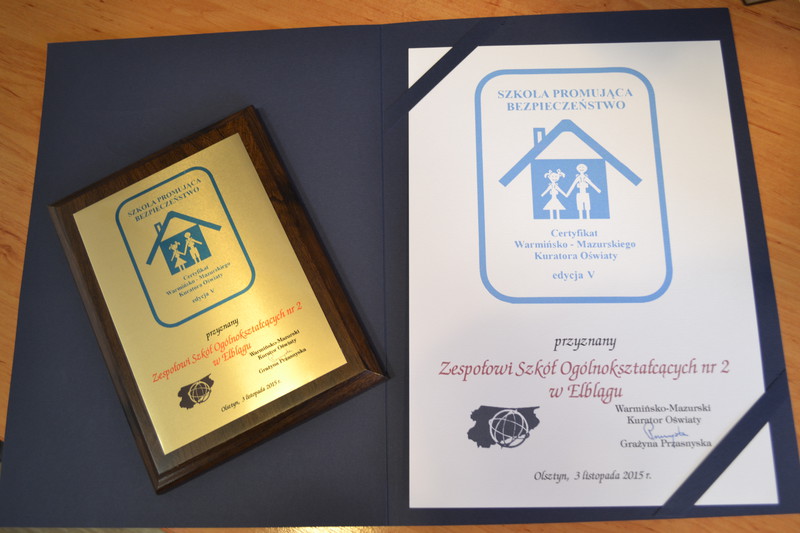 SZKOŁA PROMUJĄCA
BEZPIECZEŃSTWO
Certyfikat
Warmińsko - Mazurskiego
Kuratora Oświaty
edycja V
przyznany
Zespołowi Szkół Ogólnokształcących nr 2
w Elblągu
Warmińsko-Mazurski
Kurator Oświaty
Grażyna Przasnyska
Olsztyn, 3 listopada 2015 r.
SZKOŁA PROMUJĄCA
BEZPIECZEŃSTWO
Certyfikat
Warmińsko - Mazurskiego
Kuratora Oświaty
edycja V
przyznany
Zespołowi Szkół Ogólnokształcących nr 2
w Elblągu
Warmińsko-Mazurski
Kurator Oświaty
Grażyna Przasnyska
Olsztyn, 3 listopada 2015 r.